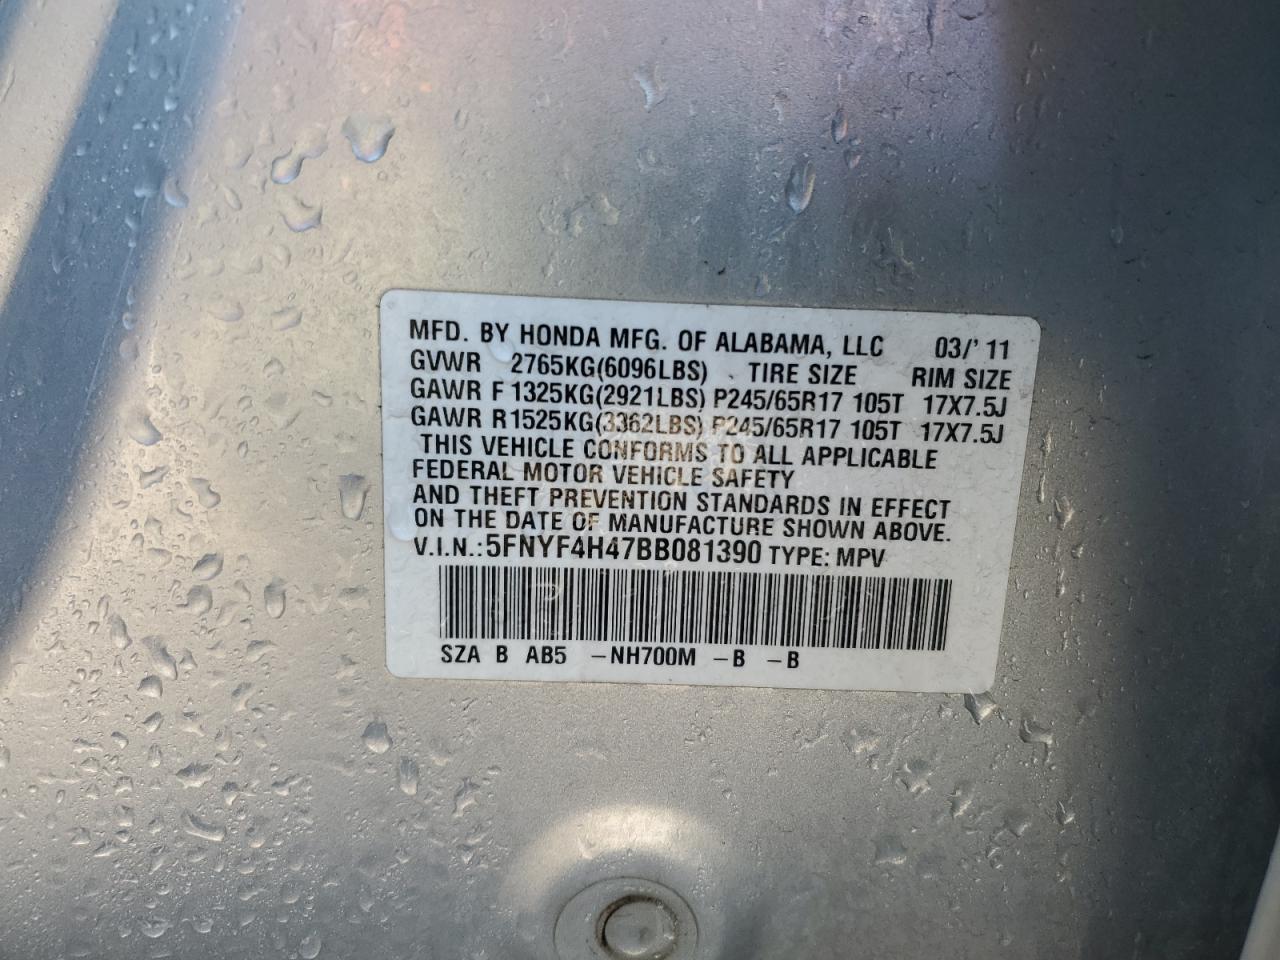 MFD. BY HONDA MFG. OF ALABAMA, LLC 03/' 11
GVWR 2765KG(6096LBS) TIRE SIZE RIM SIZE
GAWR F 1325KG(2921LBS) P245/65R17 105T 17X7.5J
GAWR R1525KG(3362LBS) P245/65R17 105T 17X7.5J
THIS VEHICLE CONFORMS TO ALL APPLICABLE
FEDERAL MOTOR VEHICLE SAFETY
AND THEFT PREVENTION STANDARDS IN EFFECT
ON THE DATE OF MANUFACTURE SHOWN ABOVE.
V.I.N.:5FNYF4H47BB081390 TYPE: MPV
SZA B AB5 -NH700M -B -B